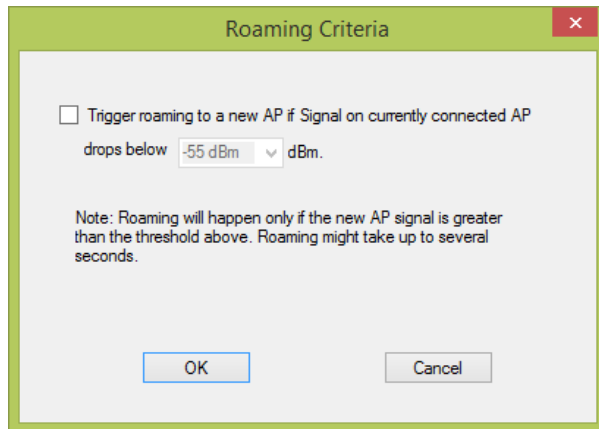 Roaming Criteria
Trigger roaming to a new AP if Signal on currently connected AP
drops below -55 dBm dBm.
Note: Roaming will happen only if the new AP signal is greater
than the threshold above. Roaming might take up to several
seconds.
OK Cancel